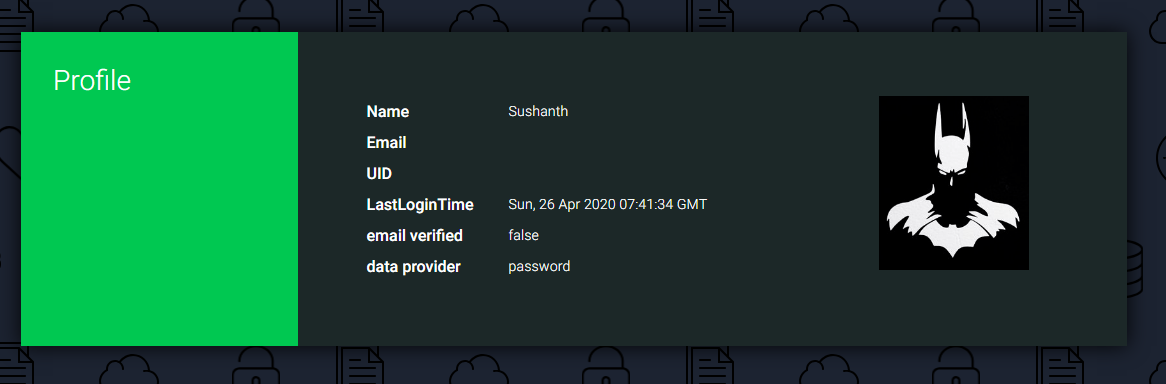 Profile
Name Sushanth
Email
UID
LastLoginTime Sun, 26 Apr 2020 07:41:34 GMT
email verified false
data provider password